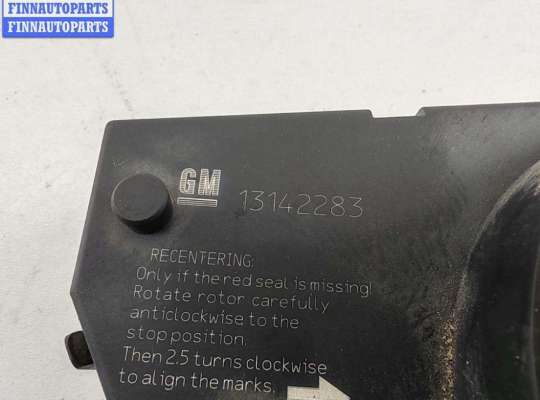 FINNAUTOPARTS
FINNAUTOPARTS
GM 13142283
RECENTERING:
Only if the red seal is missing!
Rotate rotor carefully
anticlockwise to the
stop position.
Then 2.5 turns clockwise
to align the marks.